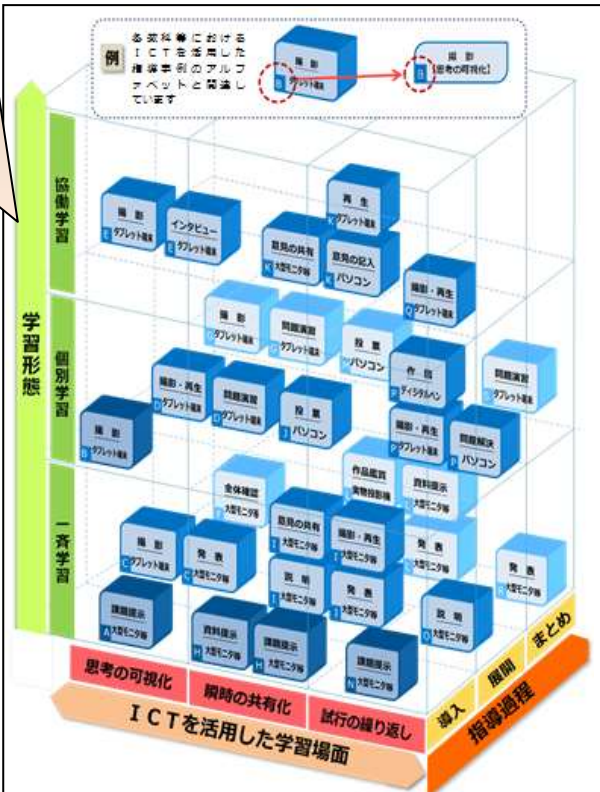 例
各教科等における
ICTを活用した
指導事例のアルフ
ァベットと関連し
ています
撮影
B タブレット端末
撮影
【思考の可視化】
B
学習形態
協働学習
個別学習
一斉学習
撮影
E タブレット端末
インタビュー
E タブレット端末
再生
K タブレット端末
意見の共有
K 大型モニタ等
意見の記入
K パソコン
撮影・再生
Q タブレット端末
撮影
G タブレット端末
問題演習
G タブレット端末
投票
パソコン
作図
P ディジタルペン
問題演習
タブレット端末
撮影・再生
D タブレット端末
問題演習
D タブレット端末
投票
J パソコン
撮影・再生
P タブレット端末
問題解決
P パソコン
撮影
B タブレット端末
全体確認
大型モニタ等
作品鑑賞
実物投影機
資料提示
大型モニタ等
撮影
C タブレット端末
発表
C 大型モニタ等
意見の共有
I 大型モニタ等
撮影・再生
I 大型モニタ等
発表
大型モニタ等
発表
R 大型モニタ等
説明
I 大型モニタ等
発表
I 大型モニタ等
説明
O 大型モニタ等
課題提示
A 大型モニタ等
資料提示
H 大型モニタ等
課題提示
H 大型モニタ等
課題提示
N 大型モニタ等
思考の可視化
瞬時の共有化
試行の繰り返し
ICTを活用した学習場面
導入
展開
まとめ
指導過程